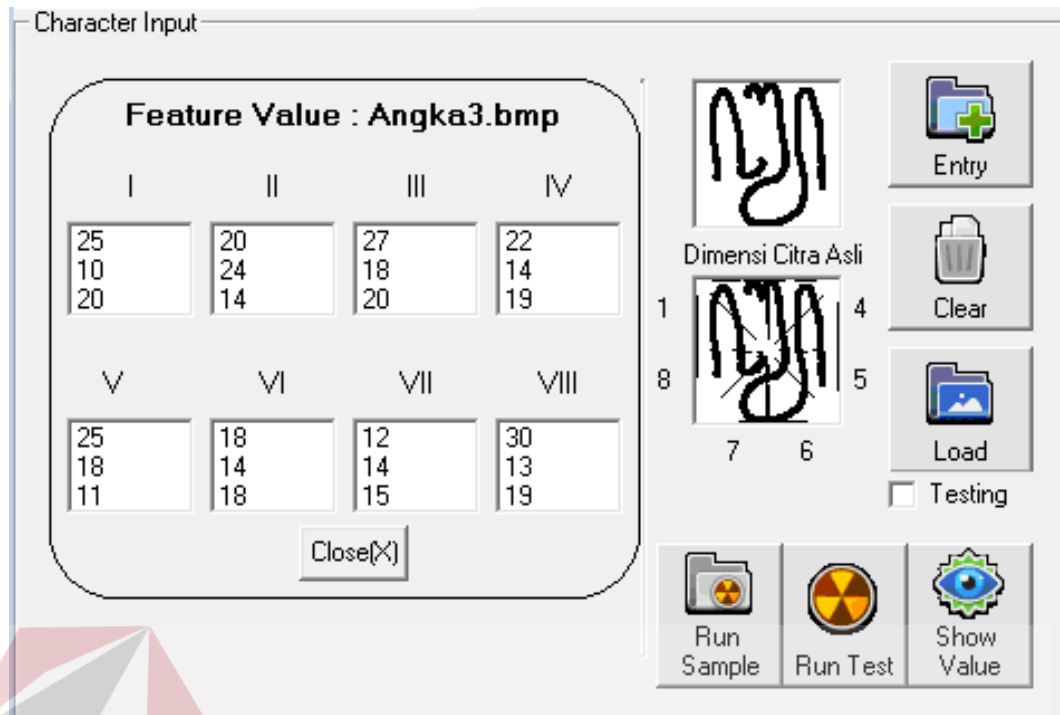 Character Input
Feature Value : Angka3.bmp
I II III IV
25 20 27 22
10 24 18 14
20 14 20 19
V VI VII VIII
25 18 12 30
18 14 14 13
11 18 15 19
Close(X)
Dimensi Citra Asli
1 4
8 5
7 6
Entry
Clear
Load
Testing
Run
Sample
Run Test
Show
Value